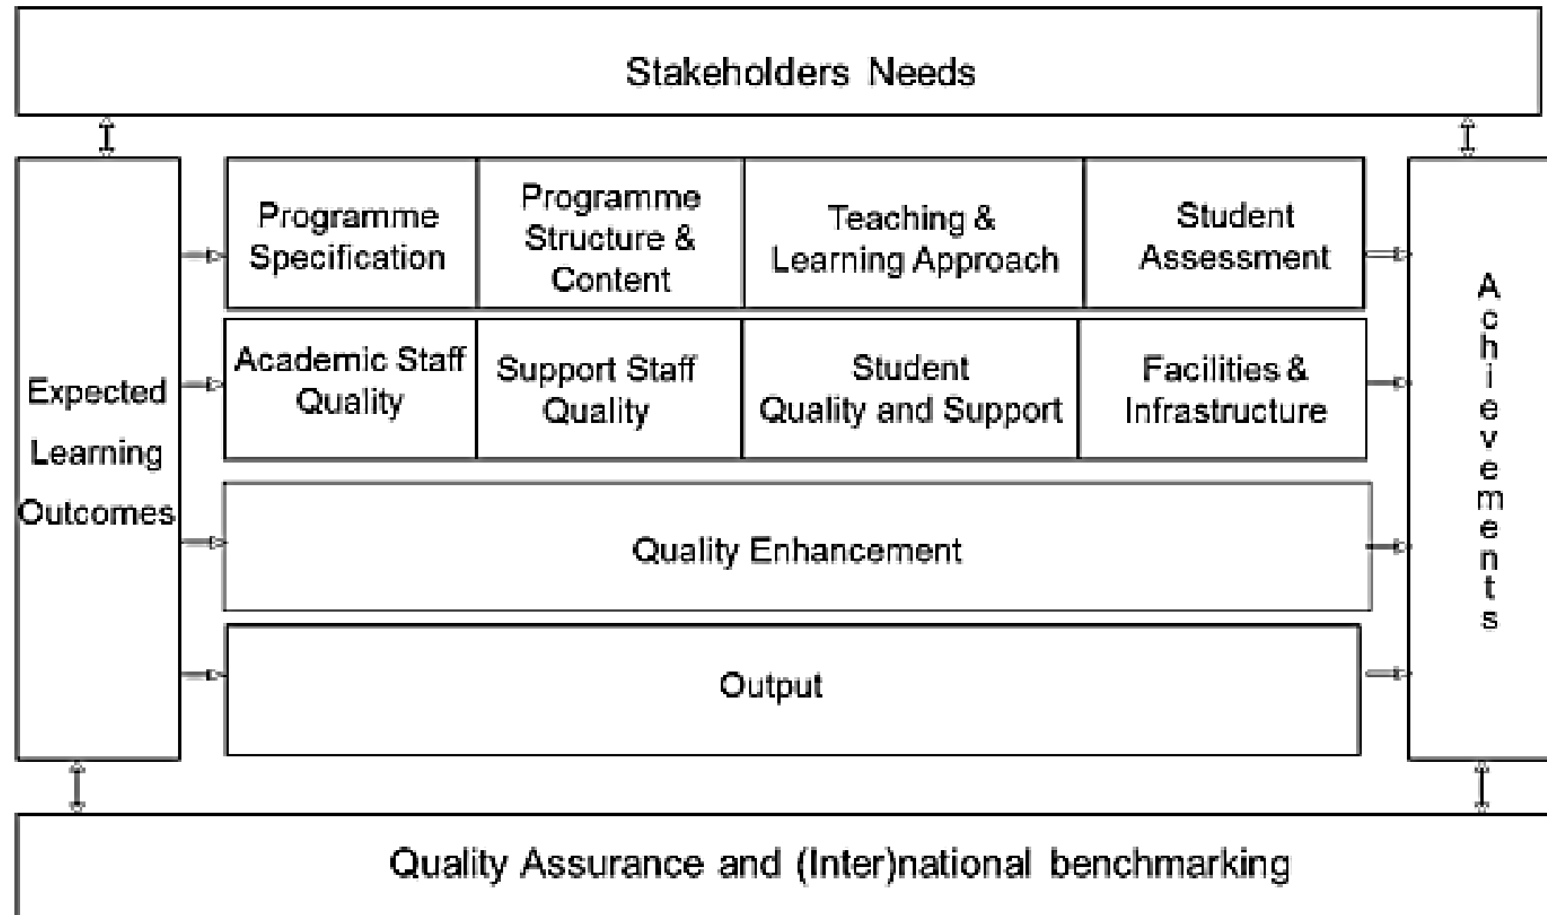 Stakeholders Needs
Programme
Specification
Programme
Structure &
Content
Teaching &
Learning Approach
Student
Assessment
Academic Staff
Quality
Support Staff
Quality
Student
Quality and Support
Facilities &
Infrastructure
Expected
Learning
Outcomes
Quality Enhancement
Output
Achievements
Quality Assurance and (Inter)national benchmarking